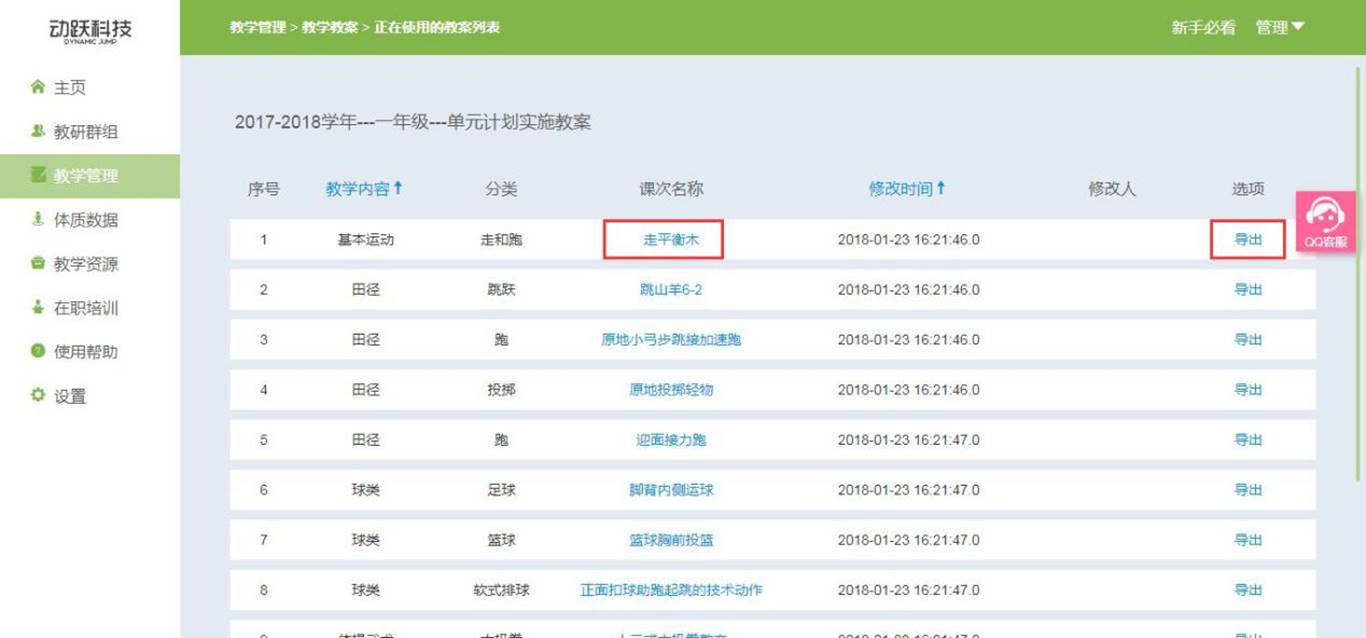 动跃科技
DYNAMIC JUMP
教学管理 > 教学教案 > 正在使用的教案列表
新手必看 管理
主页
教研群组
教学管理
体质数据
教学资源
在职培训
使用帮助
设置
2017-2018学年---一年级---单元计划实施教案
序号 教学内容↑ 分类 课次名称 修改时间↑ 修改人 选项
1 基本运动 走和跑 走平衡木 2018-01-23 16:21:46.0 导出
2 田径 跳跃 跳山羊6-2 2018-01-23 16:21:46.0 导出
3 田径 跑 原地小弓步跳接加速跑 2018-01-23 16:21:46.0 导出
4 田径 投掷 原地投掷轻物 2018-01-23 16:21:46.0 导出
5 田径 跑 迎面接力跑 2018-01-23 16:21:47.0 导出
6 球类 足球 脚背内侧运球 2018-01-23 16:21:47.0 导出
7 球类 篮球 篮球胸前投篮 2018-01-23 16:21:47.0 导出
8 球类 软式排球 正面扣球助跑起跳的技术动作 2018-01-23 16:21:47.0 导出
QQ客服